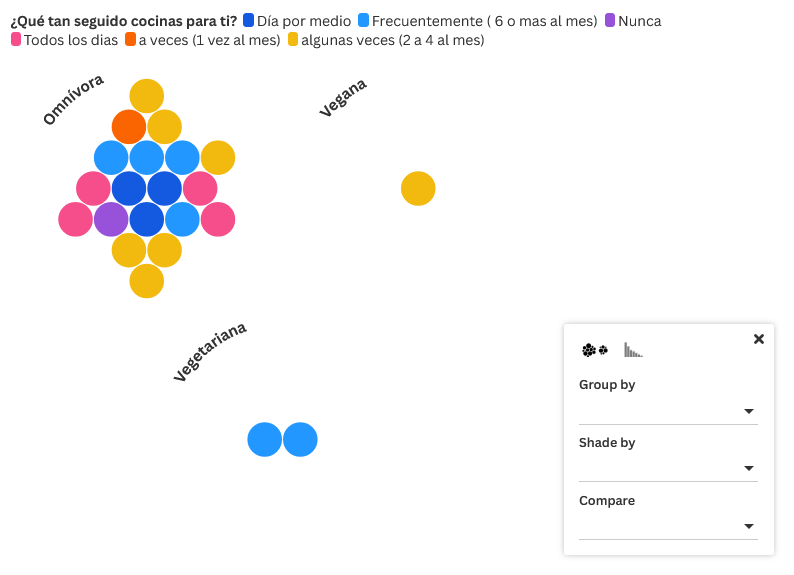 ¿Qué tan seguido cocinas para ti? Día por medio Frecuentemente ( 6 o mas al mes) Nunca
Todos los dias a veces (1 vez al mes) algunas veces (2 a 4 al mes)
Omnívora
Vegana
Vegetariana
Group by
Shade by
Compare